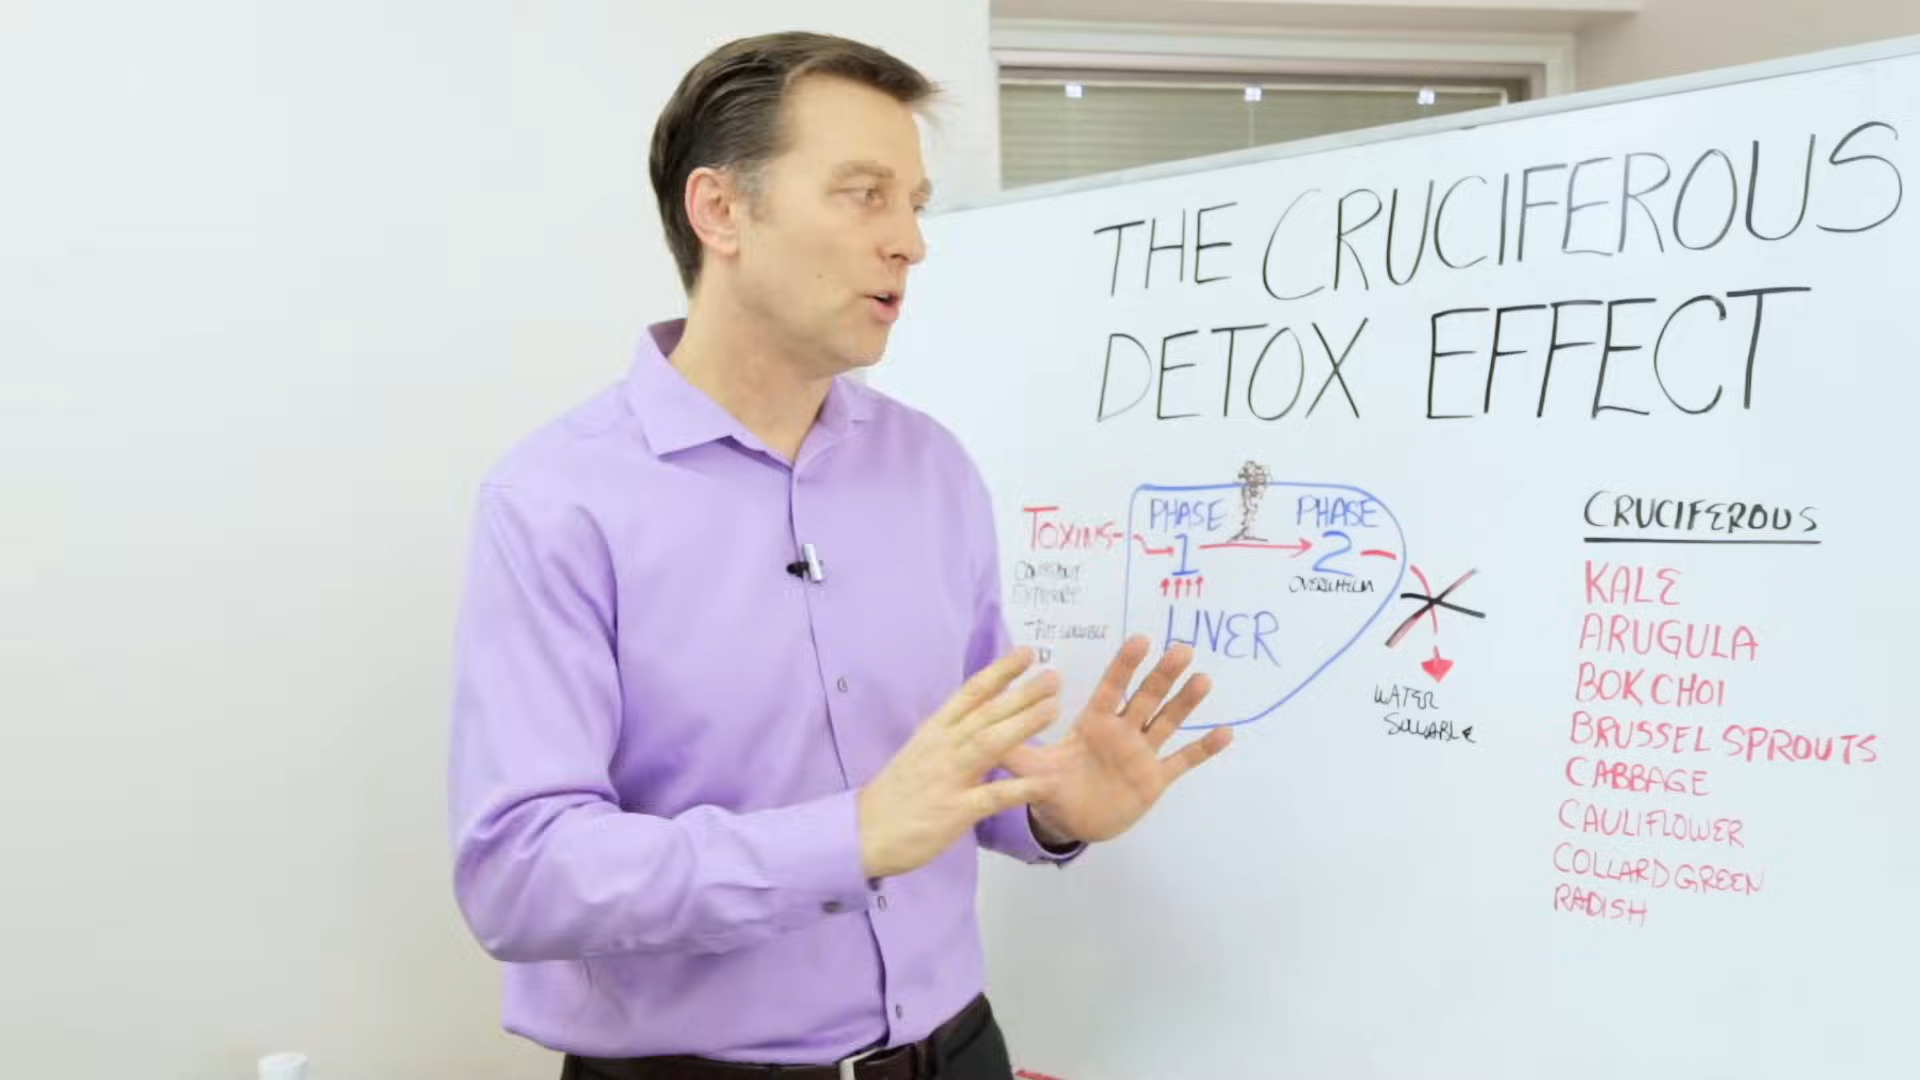 THE CRUCIFEROUS
DETOX EFFECT
TOXINS
PHASE
1
PHASE
2
OVERWHELM
LIVER
WATER
CRUCIFEROUS
KALE
ARUGULA
BOK CHOI
BRUSSEL SPROUTS
CABBAGE
CAULIFLOWER
COLLARD GREEN
RADISH